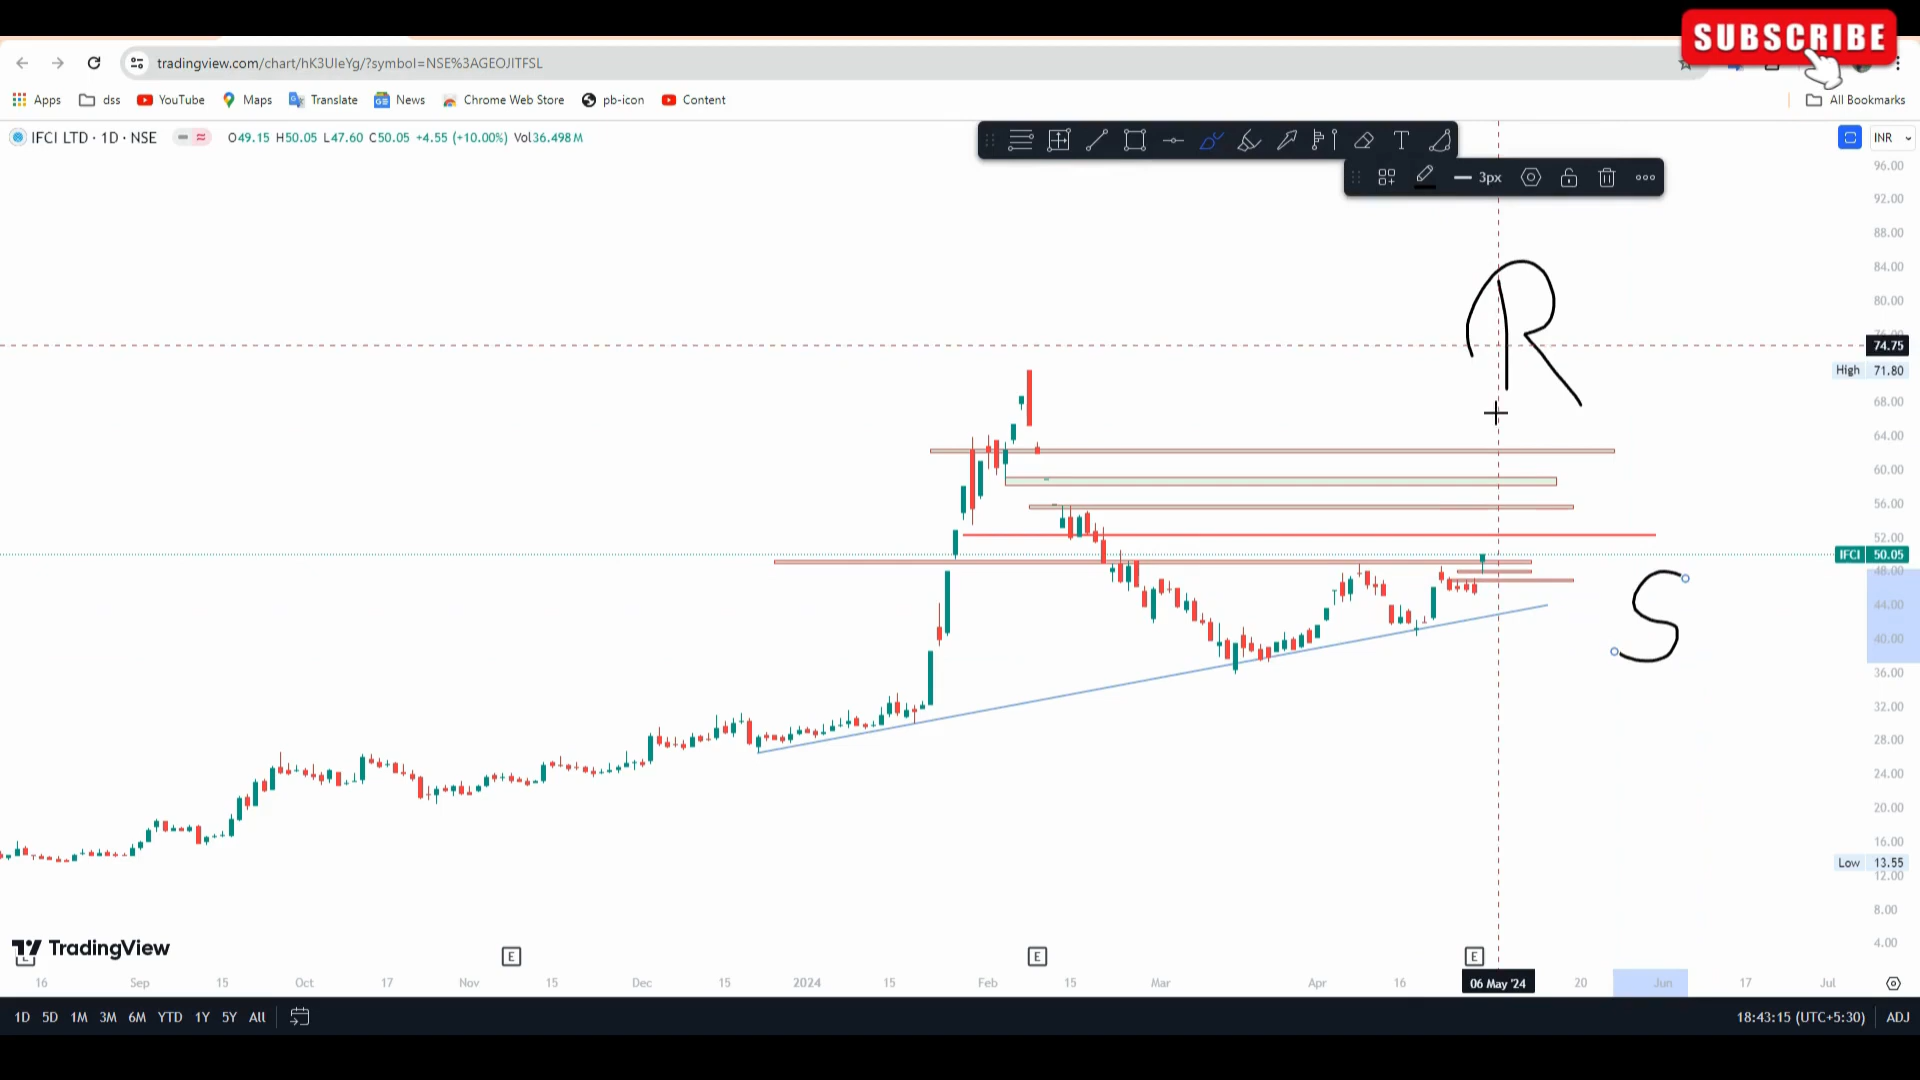 SUBSCRIBE
tradingview.com/chart/hK3UIeYg/?symbol=NSE%3AGEOJITFSL
Apps dss YouTube Maps Translate News Chrome Web Store pb-icon Content All Bookmarks
IFCI LTD · 1D · NSE O49.15 H50.05 L47.60 C50.05 +4.55 (+10.00%) Vol36.498M
INR
3px
96.00
92.00
88.00
84.00
80.00
74.75
High 71.80
68.00
64.00
60.00
56.00
52.00
IFCI 50.05
48.00
44.00
40.00
36.00
32.00
28.00
24.00
20.00
16.00
Low 13.55
12.00
8.00
4.00
R
S
TradingView
E E E
16 Sep 15 Oct 17 Nov 15 Dec 15 2024 15 Feb 15 Mar Apr 16 06 May '24 20 Jun 17 Jul
1D 5D 1M 3M 6M YTD 1Y 5Y All 18:43:15 (UTC+5:30) ADJ